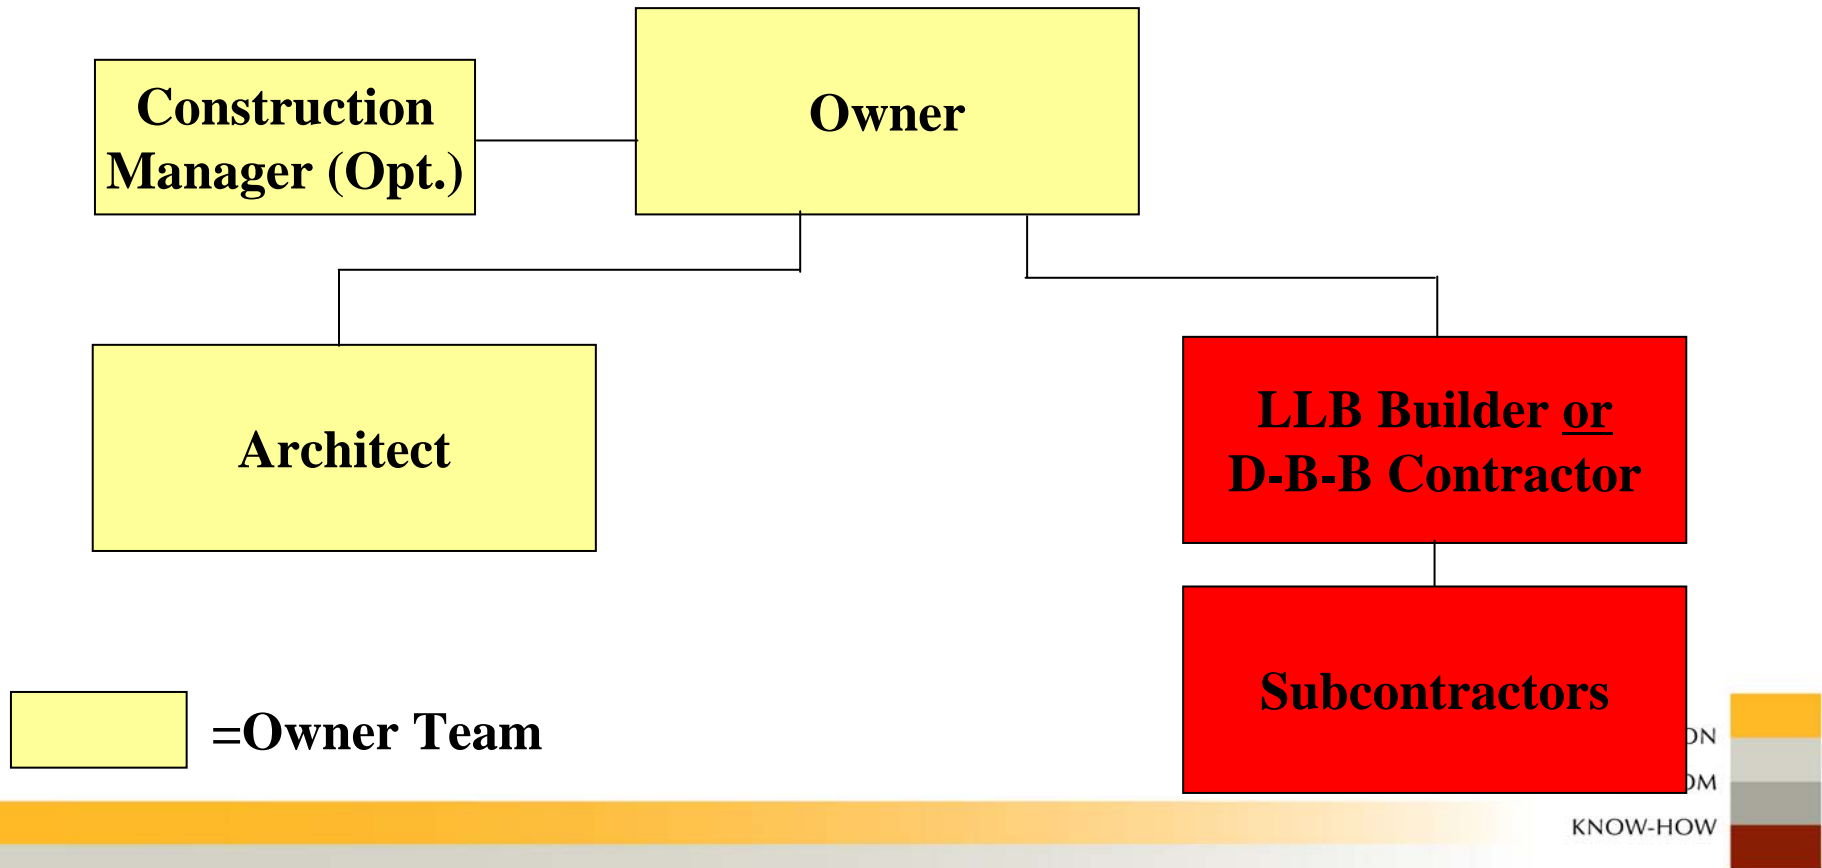 Construction
Manager (Opt.)
Owner
Architect
LLB Builder or
D-B-B Contractor
Subcontractors
=Owner Team
KNOW-HOW